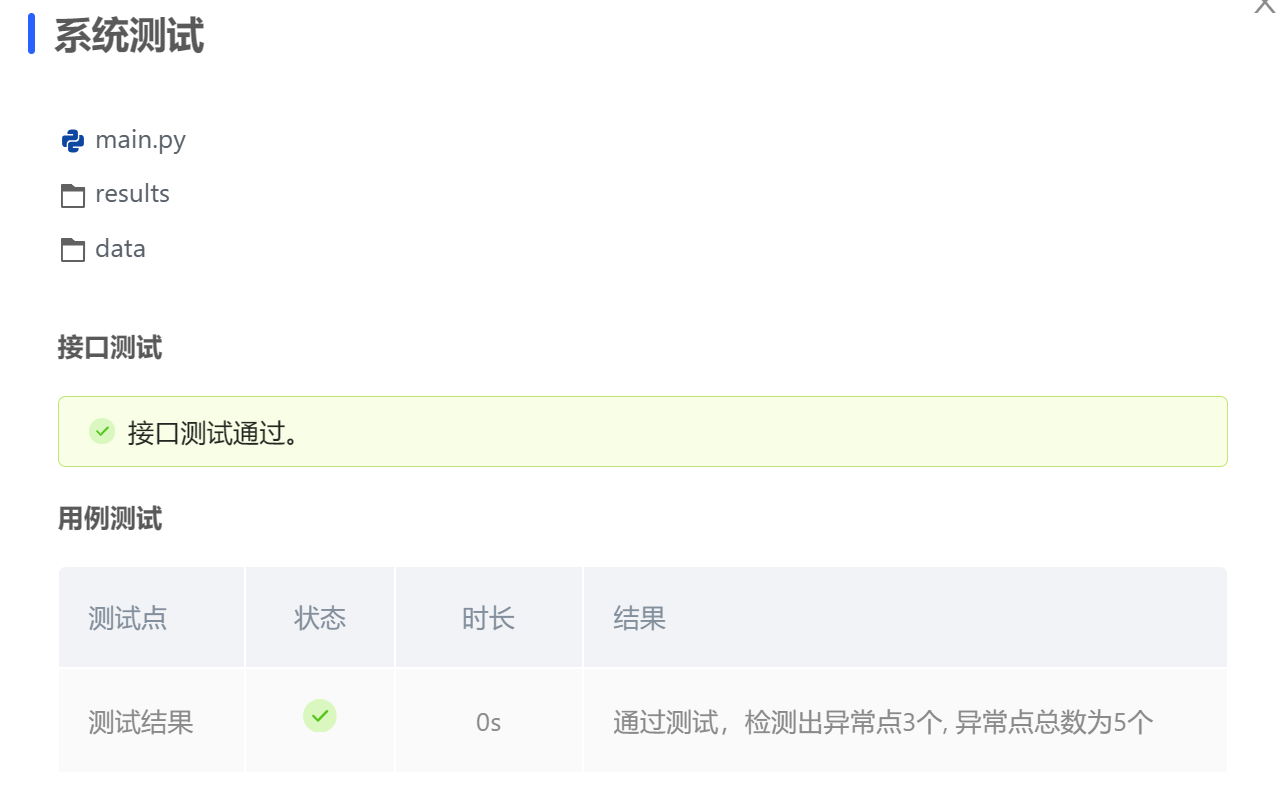 系统测试
main.py
results
data
接口测试
接口测试通过。
用例测试
测试点 状态 时长 结果
测试结果 0s 通过测试，检测出异常点3个, 异常点总数为5个